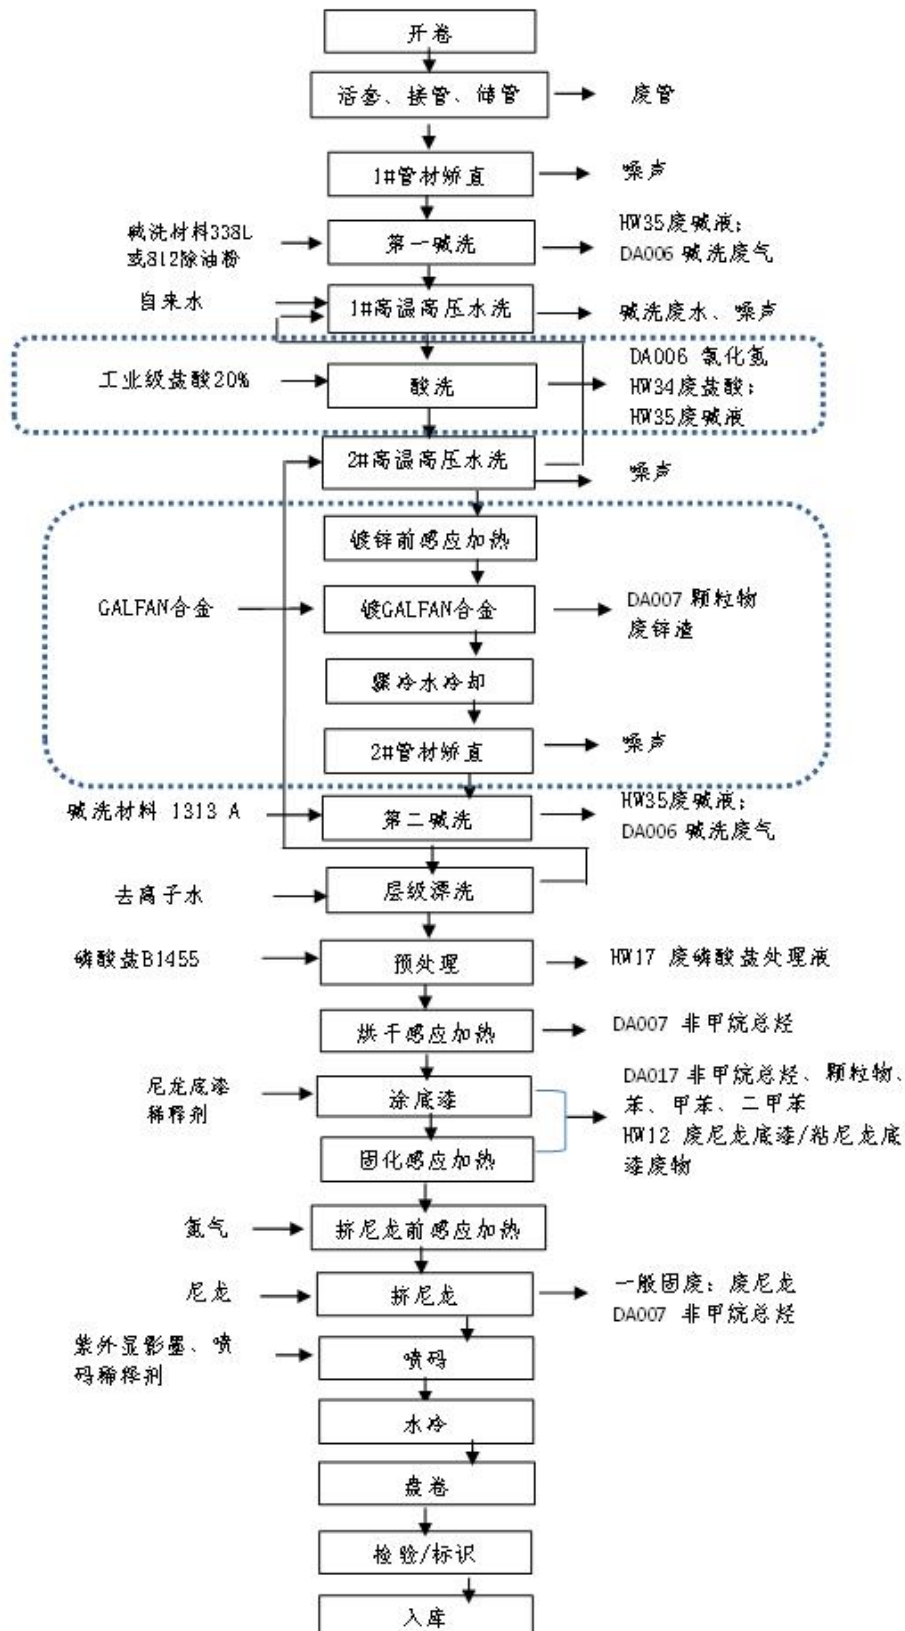 开卷
活套、接管、储管
废管
1#管材矫直
噪声
碱洗材料338L
或812除油粉
第一碱洗
HW35废碱液；
DA006 碱洗废气
自来水
1#高温高压水洗
碱洗废水、噪声
工业级盐酸20%
酸洗
DA006 氯化氢
HW34废盐酸；
HW35废碱液
2#高温高压水洗
噪声
镀锌前感应加热
GALFAN合金
镀GALFAN合金
DA007 颗粒物
废锌渣
骤冷水冷却
2#管材矫直
噪声
碱洗材料 1313 A
第二碱洗
HW35废碱液；
DA006 碱洗废气
层级漂洗
去离子水
磷酸盐B1455
预处理
HW17 废磷酸盐处理液
烘干感应加热
DA007 非甲烷总烃
尼龙底漆
稀释剂
涂底漆
固化感应加热
DA017 非甲烷总烃、颗粒物、
苯、甲苯、二甲苯
HW12 废尼龙底漆/粘尼龙底
漆废物
氮气
挤尼龙前感应加热
尼龙
挤尼龙
一般固废：废尼龙
DA007 非甲烷总烃
紫外显影墨、喷
码稀释剂
喷码
水冷
盘卷
检验/标识
入库